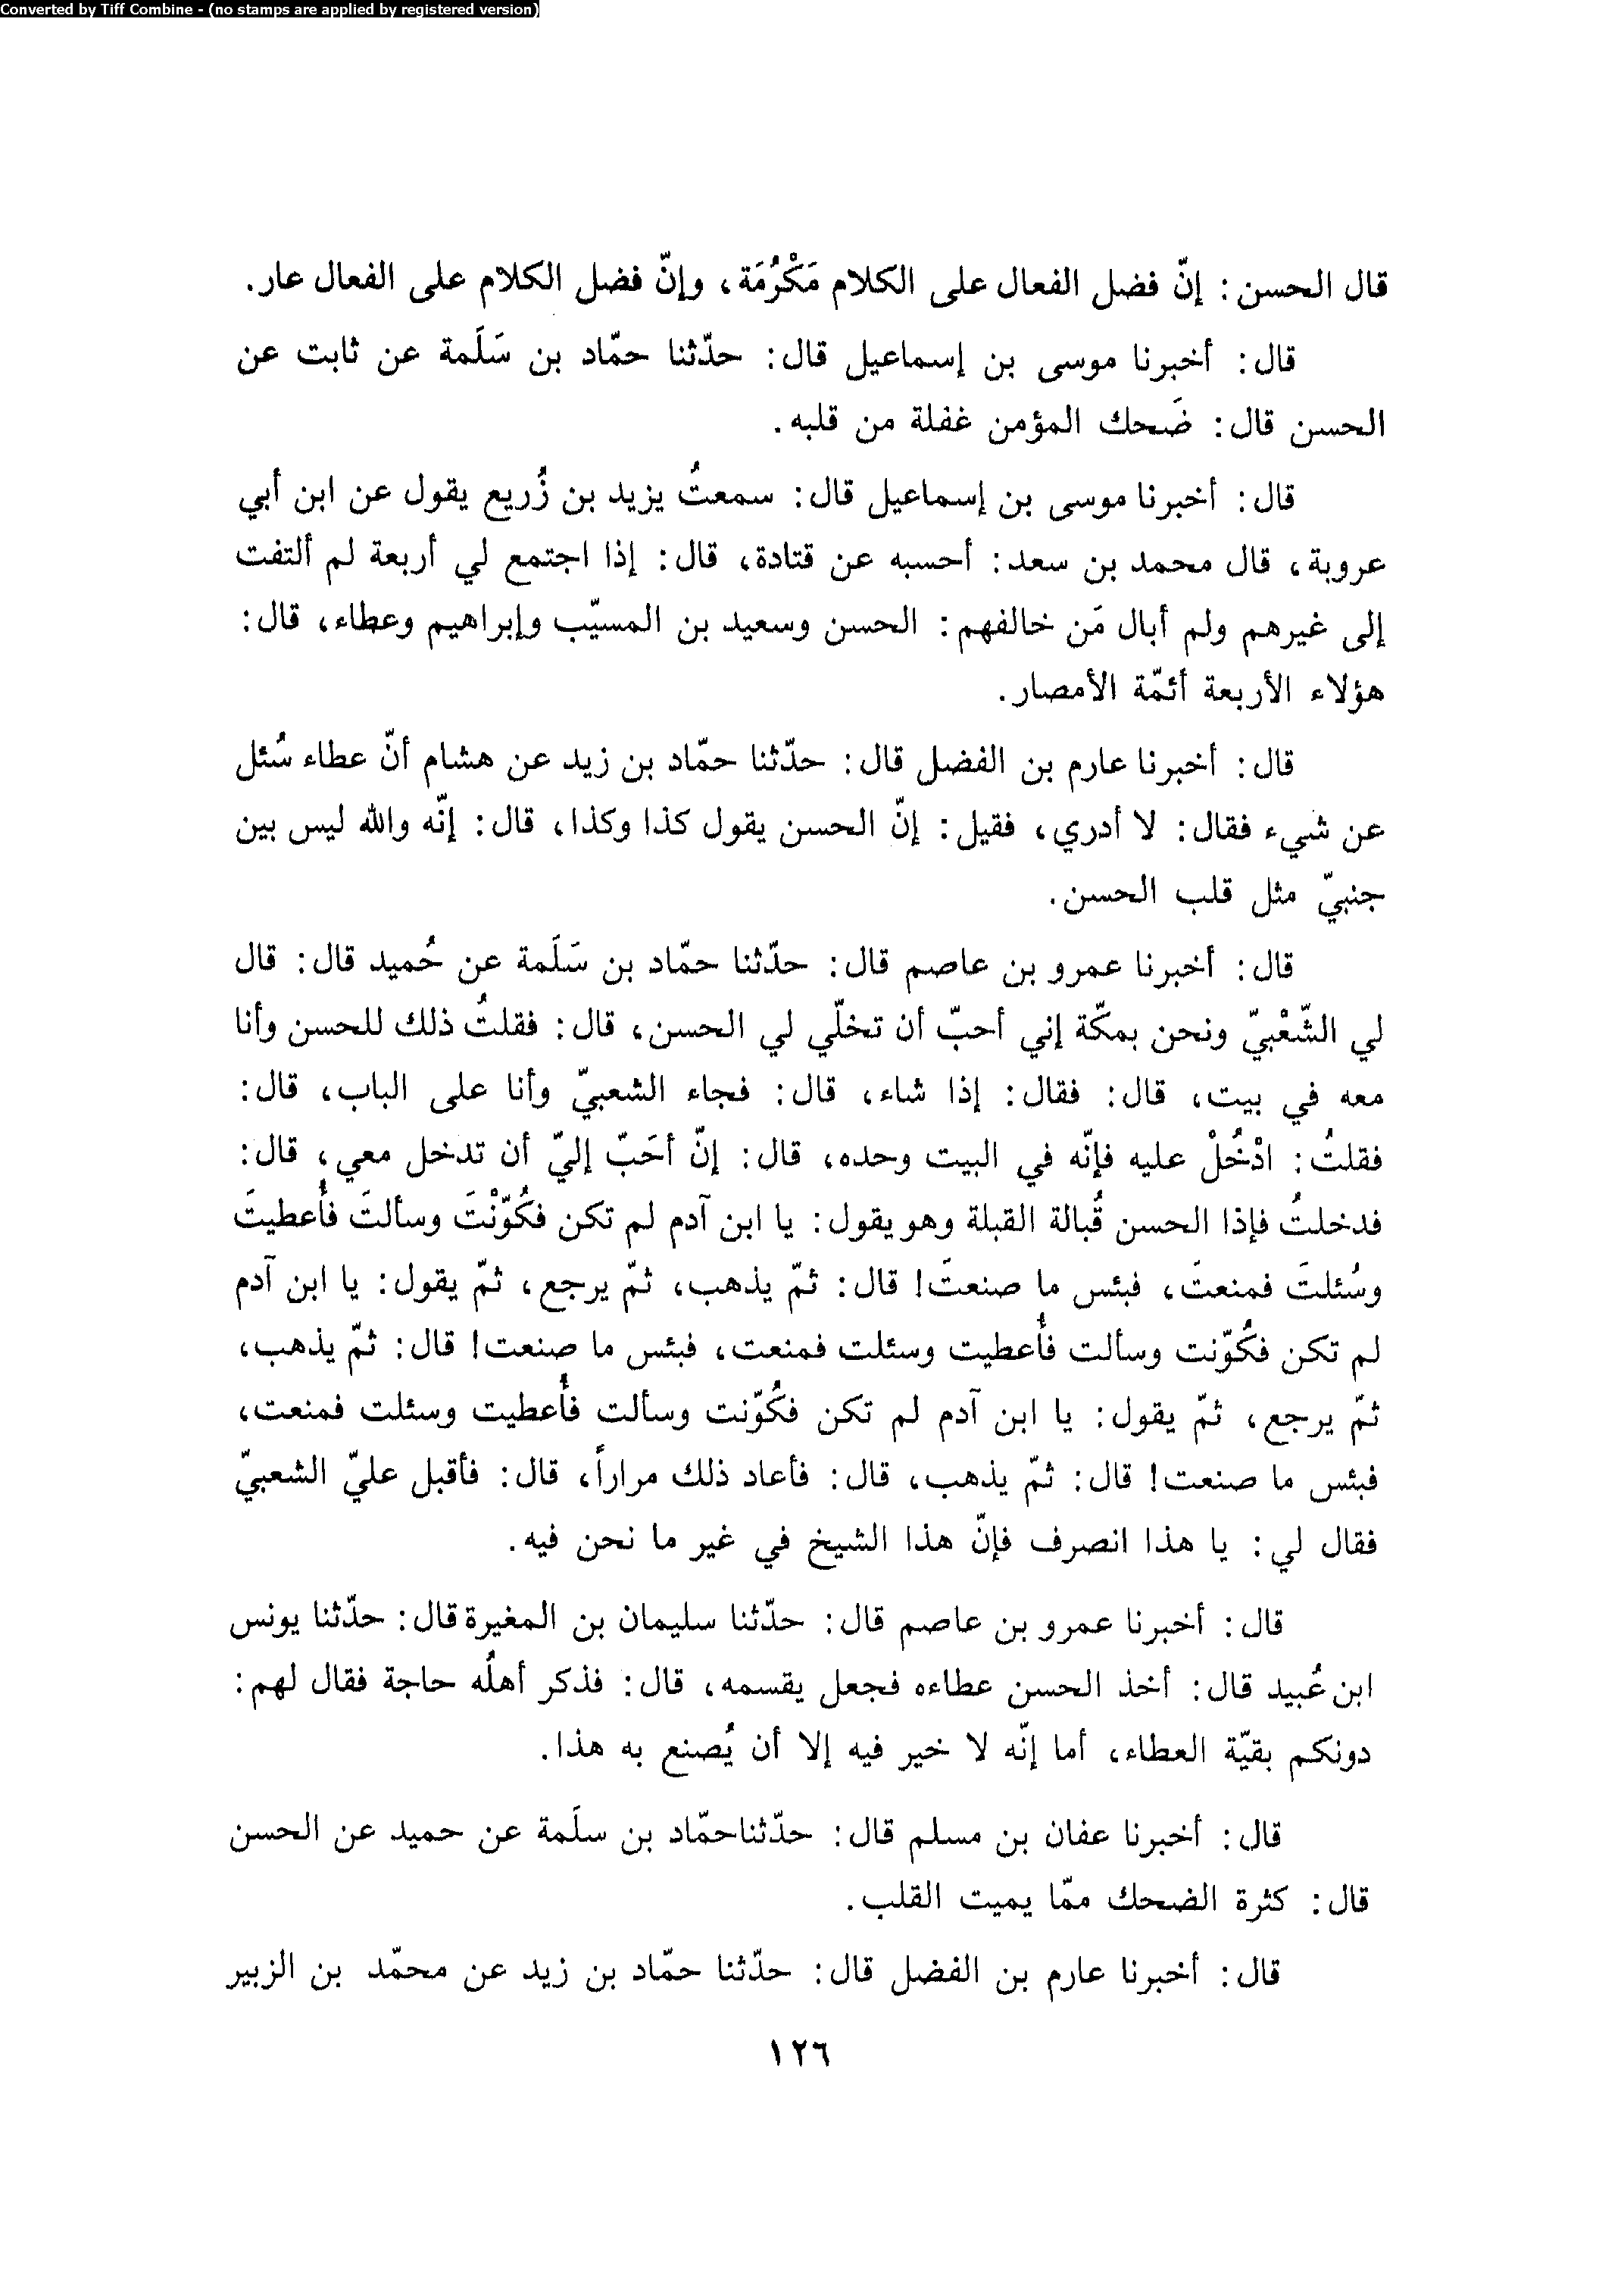 Converted by Tiff Combine - (no stamps are applied by registered version)
قال الحسن: إنّ فضل الفعال على الكلام مَكْرُمَة، وإنّ فضل الكلام على الفعال عار.
قال: أخبرنا موسى بن إسماعيل قال: حدّثنا حمّاد بن سَلَمة عن ثابت عن
الحسن قال: ضَحك المؤمن غفلة من قلبه.
قال: أخبرنا موسى بن إسماعيل قال: سمعتُ يزيد بن زُريع يقول عن ابن أبي
عروبة، قال محمد بن سعد: أحسبه عن قتادة، قال: إذا اجتمع لي أربعة لم ألتفت
إلى غيرهم ولم أبال مَن خالفهم: الحسن وسعيد بن المسيّب وإبراهيم وعطاء، قال:
هؤلاء الأربعة أئمّة الأمصار.
قال: أخبرنا عارم بن الفضل قال: حدّثنا حمّاد بن زيد عن هشام أنّ عطاء سُئل
عن شيء فقال: لا أدري، فقيل: إنّ الحسن يقول كذا وكذا، قال: إنّه والله ليس بين
جنبيّ مثل قلب الحسن.
قال: أخبرنا عمرو بن عاصم قال: حدّثنا حمّاد بن سَلَمة عن حُميد قال: قال
لي الشّعْبيّ ونحن بمكّة إني أحبّ أن تخلّي لي الحسن، قال: فقلتُ ذلك للحسن وأنا
معه في بيت، قال: فقال: إذا شاء، قال: فجاء الشعبيّ وأنا على الباب، قال:
فقلتُ: ادْخُلْ عليه فإنّه في البيت وحده، قال: إنّ أحَبّ إليّ أن تدخل معي، قال:
فدخلتُ فإذا الحسن قُبالة القبلة وهو يقول: يا ابن آدم لم تكن فكُوّنْتَ وسألتَ فأُعطيتَ
وسُئلتَ فمنعتَ، فبئس ما صنعتَ! قال: ثمّ يذهب، ثمّ يرجع، ثمّ يقول: يا ابن آدم
لم تكن فكُوّنت وسألت فأُعطيت وسئلت فمنعت، فبئس ما صنعت! قال: ثمّ يذهب،
ثمّ يرجع، ثمّ يقول: يا ابن آدم لم تكن فكُوّنت وسألت فأُعطيت وسئلت فمنعت،
فبئس ما صنعت! قال: ثمّ يذهب، قال: فأعاد ذلك مراراً، قال: فأقبل عليّ الشعبيّ
فقال لي: يا هذا انصرف فإنّ هذا الشيخ في غير ما نحن فيه.
قال: أخبرنا عمرو بن عاصم قال: حدّثنا سليمان بن المغيرة قال: حدّثنا يونس
ابن عُبيد قال: أخذ الحسن عطاءه فجعل يقسمه، قال: فذكر أهلُه حاجة فقال لهم:
دونكم بقيّة العطاء، أما إنّه لا خير فيه إلا أن يُصنع به هذا.
قال: أخبرنا عفان بن مسلم قال: حدّثناحمّاد بن سلَمة عن حميد عن الحسن
قال: كثرة الضحك ممّا يميت القلب.
قال: أخبرنا عارم بن الفضل قال: حدّثنا حمّاد بن زيد عن محمّد بن الزبير
١٢٦